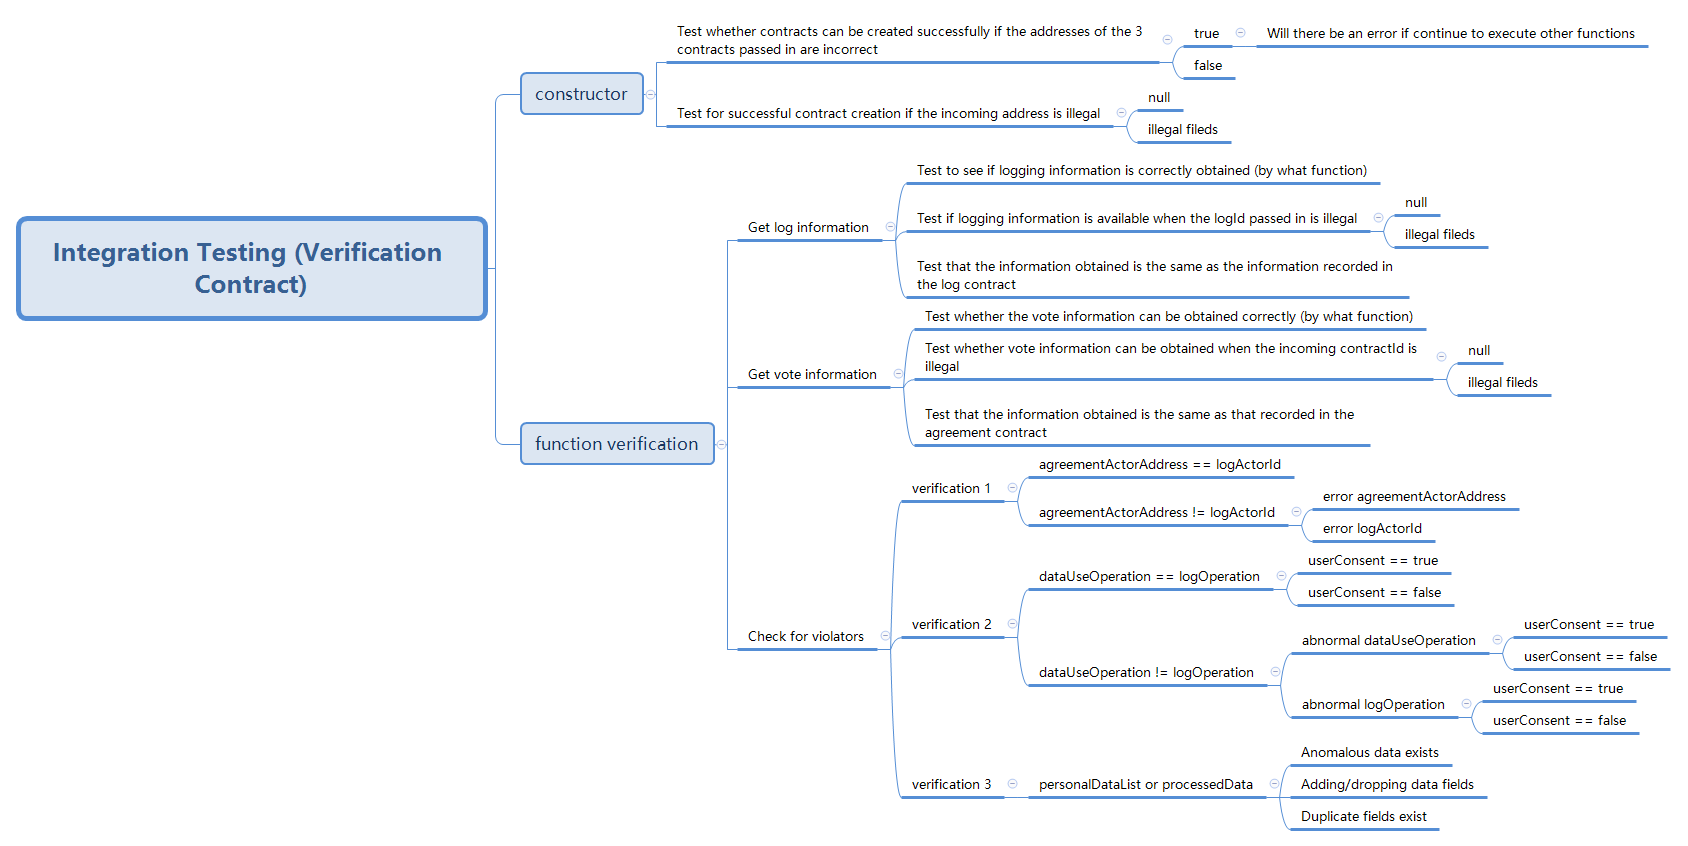 Integration Testing (Verification
Contract)
constructor
Test whether contracts can be created successfully if the addresses of the 3
contracts passed in are incorrect
true
Will there be an error if continue to execute other functions
false
Test for successful contract creation if the incoming address is illegal
null
illegal fileds
function verification
Get log information
Test to see if logging information is correctly obtained (by what function)
Test if logging information is available when the logId passed in is illegal
null
illegal fileds
Test that the information obtained is the same as the information recorded in
the log contract
Get vote information
Test whether the vote information can be obtained correctly (by what function)
Test whether vote information can be obtained when the incoming contractId is
illegal
null
illegal fileds
Test that the information obtained is the same as that recorded in the
agreement contract
Check for violators
verification 1
agreementActorAddress == logActorId
agreementActorAddress != logActorId
error agreementActorAddress
error logActorId
verification 2
dataUseOperation == logOperation
userConsent == true
userConsent == false
dataUseOperation != logOperation
abnormal dataUseOperation
userConsent == true
userConsent == false
abnormal logOperation
userConsent == true
userConsent == false
verification 3
personalDataList or processedData
Anomalous data exists
Adding/dropping data fields
Duplicate fields exist